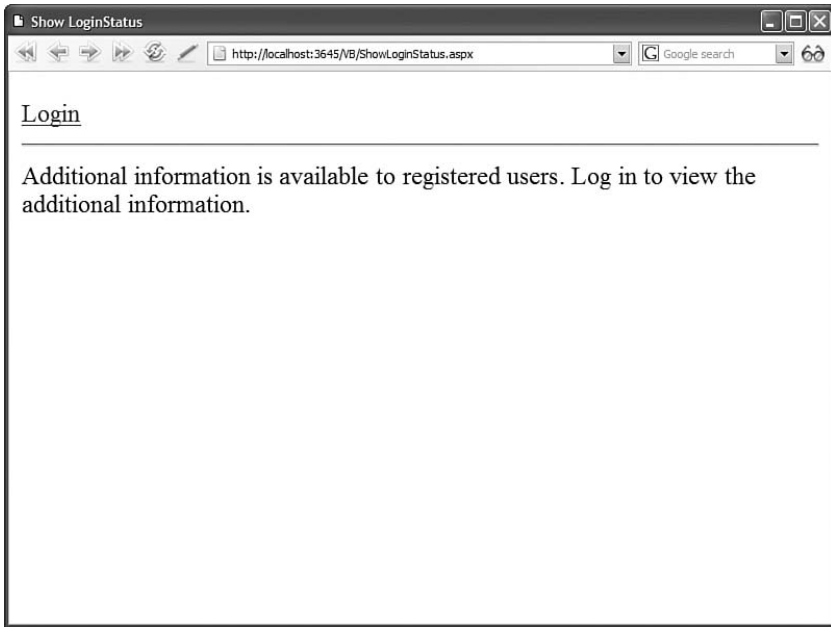 Show LoginStatus
http://localhost:3645/VB/ShowLoginStatus.aspx
G Google search
Login
Additional information is available to registered users. Log in to view the
additional information.